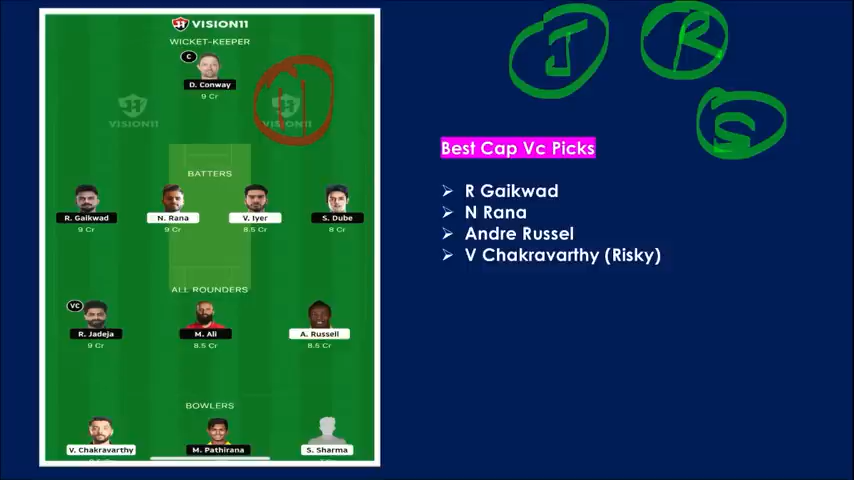 VISION11
WICKET-KEEPER
C
D. Conway
9 Cr
VISION11
VISION11
BATTERS
R. Gaikwad
N. Rana
V. Iyer
S. Dube
9 Cr
9 Cr
8.5 Cr
8 Cr
ALL ROUNDERS
VC
R. Jadeja
M. Ali
A. Russell
9 Cr
8.5 Cr
8.5 Cr
BOWLERS
V. Chakravarthy
M. Pathirana
S. Sharma
J
R
S
Best Cap Vc Picks
R Gaikwad
N Rana
Andre Russel
V Chakravarthy (Risky)